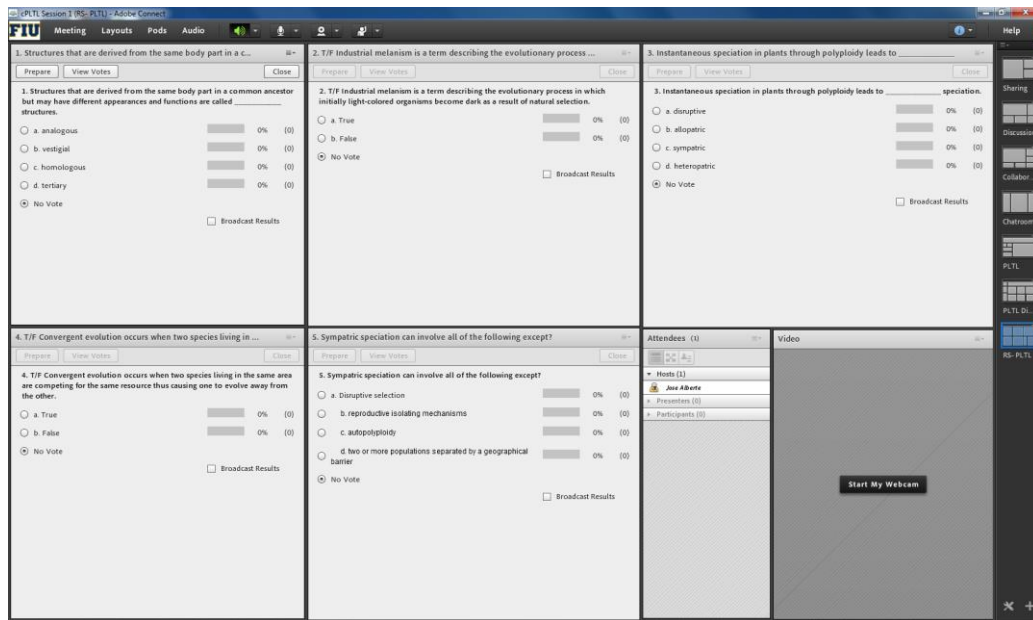 cPLTL Session 1 (RS- PLTL) - Adobe Connect
FIU Meeting Layouts Pods Audio Help
1. Structures that are derived from the same body part in a c...
Prepare View Votes Close
1. Structures that are derived from the same body part in a common ancestor
but may have different appearances and functions are called ____________
structures.
a. analogous 0% (0)
b. vestigial 0% (0)
c. homologous 0% (0)
d. tertiary 0% (0)
No Vote
Broadcast Results
2. T/F Industrial melanism is a term describing the evolutionary process ...
Prepare View Votes Close
2. T/F Industrial melanism is a term describing the evolutionary process in which
initially light-colored organisms become dark as a result of natural selection.
a. True 0% (0)
b. False 0% (0)
No Vote
Broadcast Results
3. Instantaneous speciation in plants through polyploidy leads to ____________
Prepare View Votes Close
3. Instantaneous speciation in plants through polyploidy leads to ____________ speciation.
a. disruptive 0% (0)
b. allopatric 0% (0)
c. sympatric 0% (0)
d. heteropatric 0% (0)
No Vote
Broadcast Results
4. T/F Convergent evolution occurs when two species living in ...
Prepare View Votes Close
4. T/F Convergent evolution occurs when two species living in the same area
are competing for the same resource thus causing one to evolve away from
the other.
a. True 0% (0)
b. False 0% (0)
No Vote
Broadcast Results
5. Sympatric speciation can involve all of the following except?
Prepare View Votes Close
5. Sympatric speciation can involve all of the following except?
a. Disruptive selection 0% (0)
b. reproductive isolating mechanisms 0% (0)
c. autopolyploidy 0% (0)
d. two or more populations separated by a geographical
barrier 0% (0)
No Vote
Broadcast Results
Attendees (1)
Hosts (1)
Jose Alberte
Presenters (0)
Participants (0)
Video
Start My Webcam
Sharing
Discussion
Collabor...
Chatroom
PLTL
PLTL Di...
RS- PLTL